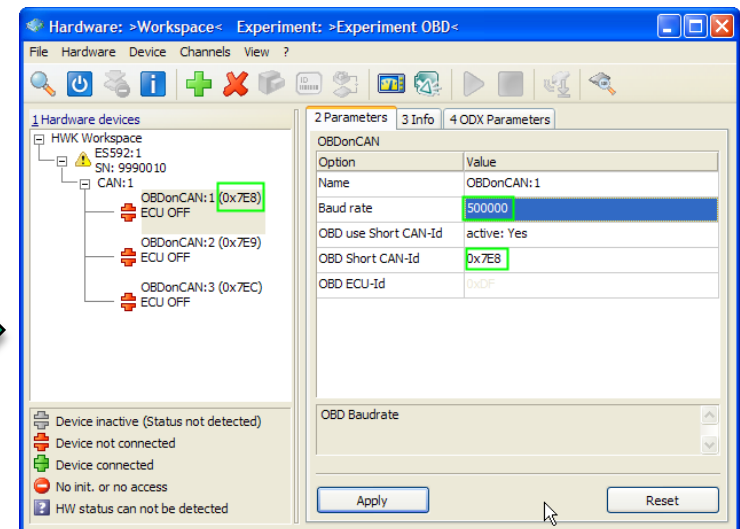 Hardware: >Workspace<  Experiment: >Experiment OBD<
File Hardware Device Channels View ?
1 Hardware devices
HWK Workspace
ES592:1
SN: 9990010
CAN:1
OBDonCAN:1 (0x7E8)
ECU OFF
OBDonCAN:2 (0x7E9)
ECU OFF
OBDonCAN:3 (0x7EC)
ECU OFF
Device inactive (Status not detected)
Device not connected
Device connected
No init. or no access
HW status can not be detected
2 Parameters 3 Info 4 ODX Parameters
OBDonCAN
Option Value
Name OBDonCAN:1
Baud rate 500000
OBD use Short CAN-Id active: Yes
OBD Short CAN-Id 0x7E8
OBD ECU-Id 0xDF
OBD Baudrate
Apply Reset